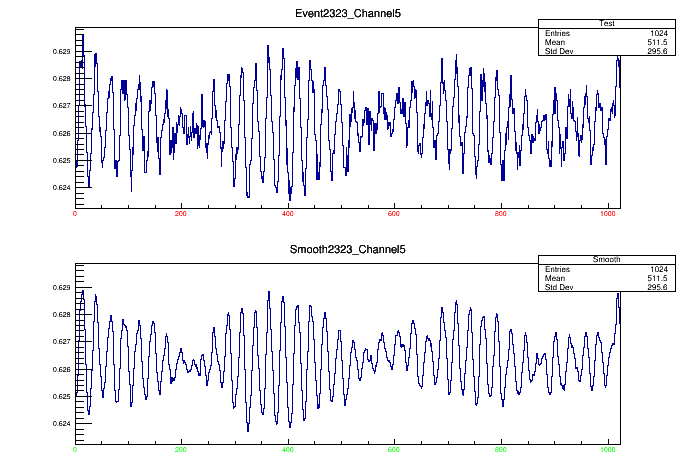 Event2323_Channel5
Test
Entries 1024
Mean 511.5
Std Dev 295.6
0.629
0.628
0.627
0.626
0.625
0.624
0 200 400 600 800 1000
Smooth2323_Channel5
Smooth
Entries 1024
Mean 511.5
Std Dev 295.6
0.629
0.628
0.627
0.626
0.625
0.624
0 200 400 600 800 1000